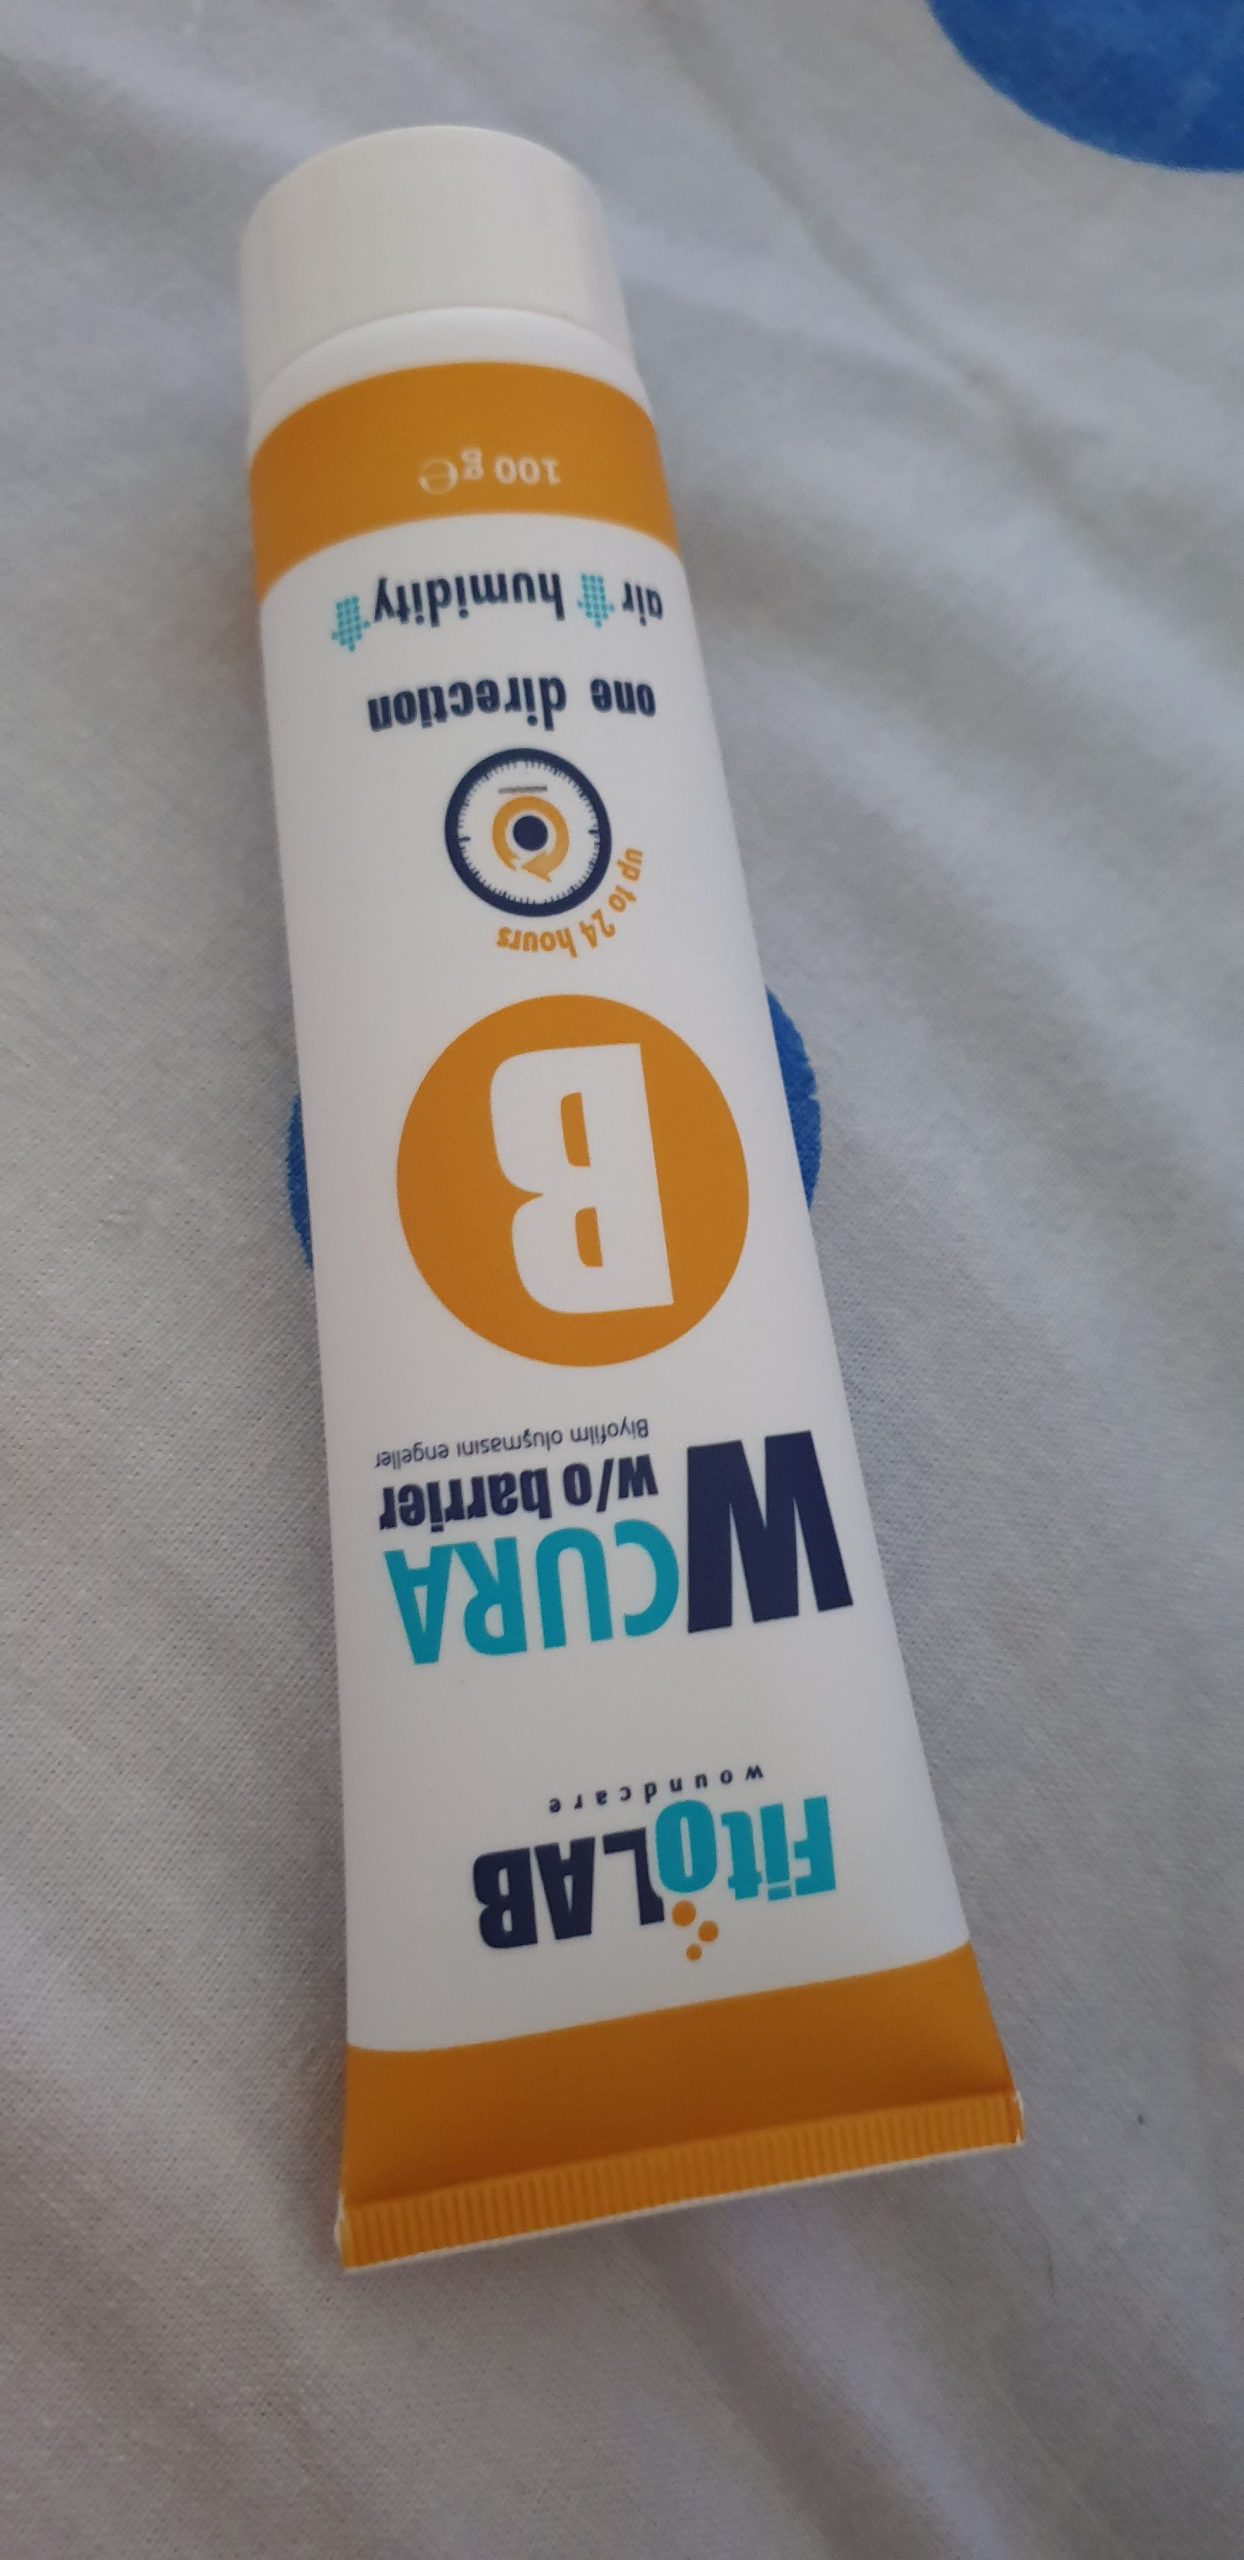 FitoLAB
woundcare
WCURA
w/o barrier
Biyofilm oluşmasını engeller
B
up to 24 hours
one direction
air humidity
100 g℮